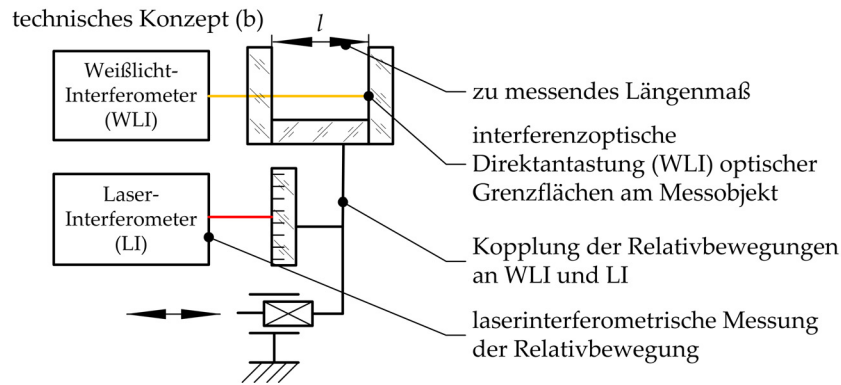 technisches Konzept (b)
l
Weißlicht-
Interferometer
(WLI)
zu messendes Längenmaß
interferenzoptische
Direktantastung (WLI) optischer
Grenzflächen am Messobjekt
Laser-
Interferometer
(LI)
Kopplung der Relativbewegungen
an WLI und LI
laserinterferometrische Messung
der Relativbewegung